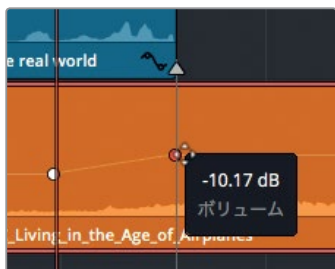 e real world
-10.17 dB
ボリューム
_Living_in_the_Age_of_Airplanes